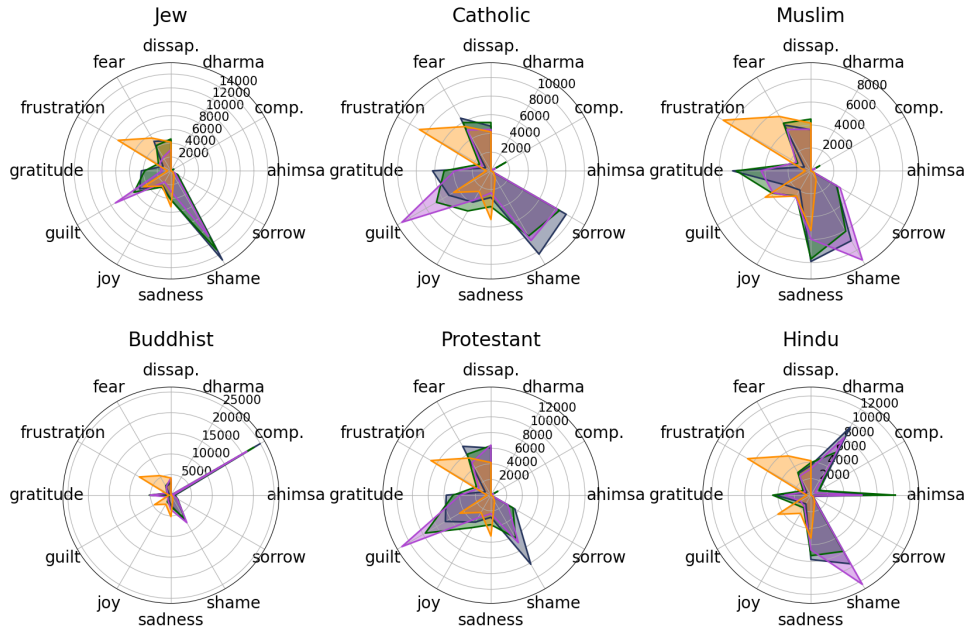 Jew
dissap.
fear
dharma
frustration
comp.
gratitude
ahimsa
guilt
sorrow
joy
shame
sadness
14000
12000
10000
8000
6000
4000
2000
Catholic
dissap.
fear
dharma
frustration
comp.
gratitude
ahimsa
guilt
sorrow
joy
shame
sadness
10000
8000
6000
4000
2000
Muslim
dissap.
fear
dharma
frustration
comp.
gratitude
ahimsa
guilt
sorrow
joy
shame
sadness
8000
6000
4000
2000
Buddhist
dissap.
fear
dharma
frustration
comp.
gratitude
ahimsa
guilt
sorrow
joy
shame
sadness
25000
20000
15000
10000
5000
Protestant
dissap.
fear
dharma
frustration
comp.
gratitude
ahimsa
guilt
sorrow
joy
shame
sadness
12000
10000
8000
6000
4000
2000
Hindu
dissap.
fear
dharma
frustration
comp.
gratitude
ahimsa
guilt
sorrow
joy
shame
sadness
12000
10000
8000
6000
4000
2000